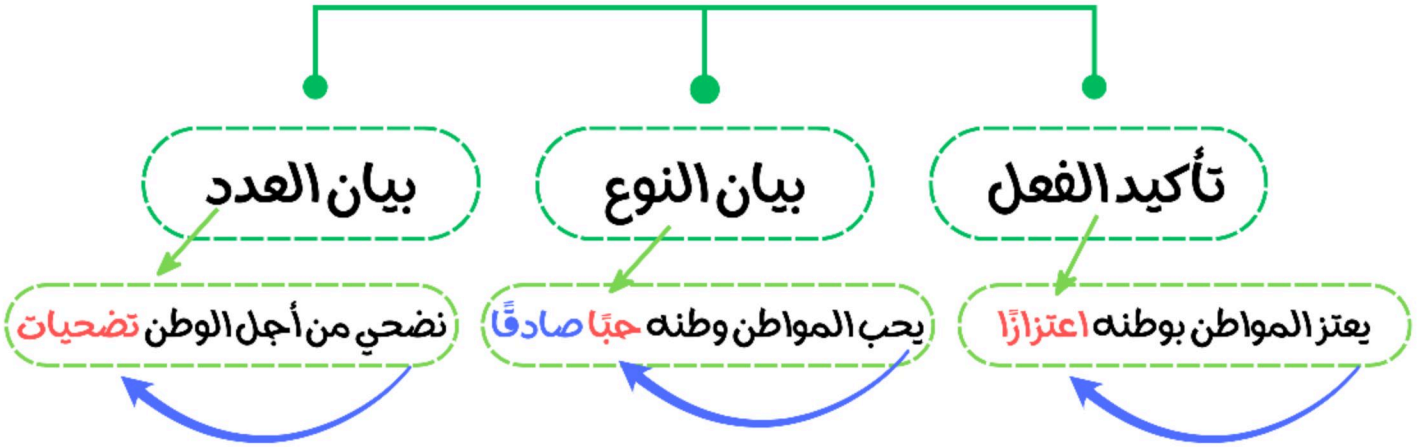 تأكيد الفعل
بيان النوع
بيان العدد
يعتز المواطن بوطنه اعتزازًا
يحب المواطن وطنه حبًا صادقًا
نضحي من أجل الوطن تضحيات